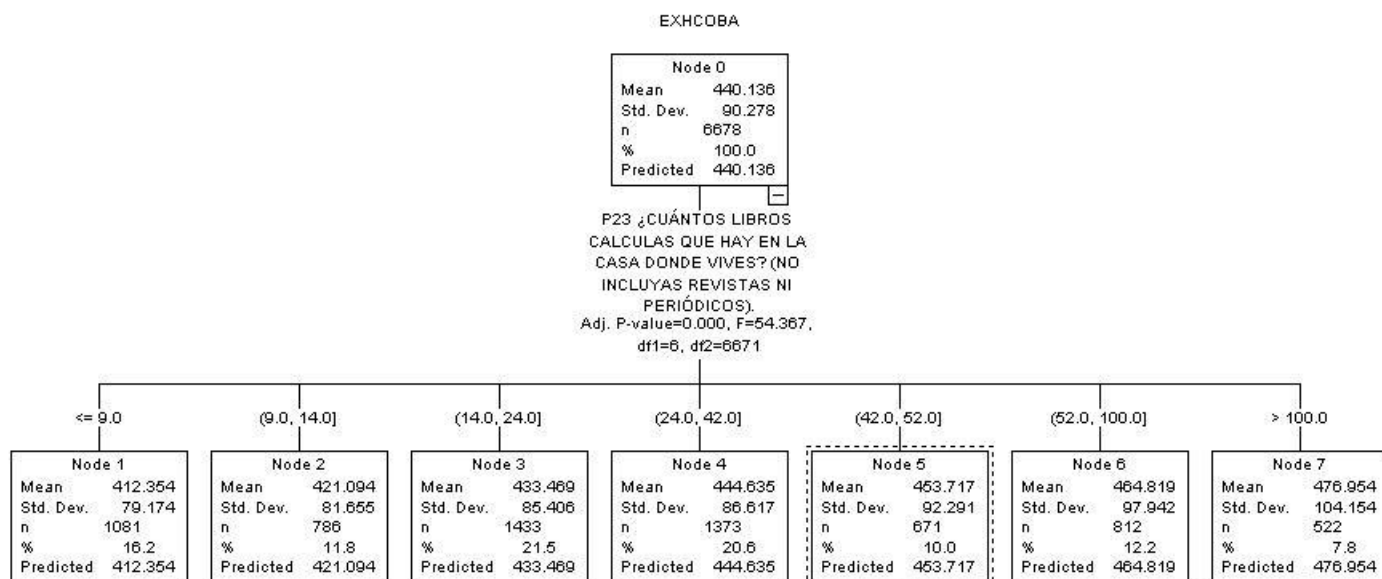 EXHCOBA
Node 0
Mean 440.136
Std. Dev. 90.278
n 6678
% 100.0
Predicted 440.136
P23 ¿CUÁNTOS LIBROS
CALCULAS QUE HAY EN LA
CASA DONDE VIVES? (NO
INCLUYAS REVISTAS NI
PERIÓDICOS).
Adj. P-value=0.000, F=54.367,
df1=6, df2=6671
<= 9.0
Node 1
Mean 412.354
Std. Dev. 79.174
n 1081
% 16.2
Predicted 412.354
(9.0, 14.0]
Node 2
Mean 421.094
Std. Dev. 81.655
n 786
% 11.8
Predicted 421.094
(14.0, 24.0]
Node 3
Mean 433.469
Std. Dev. 85.406
n 1433
% 21.5
Predicted 433.469
(24.0, 42.0]
Node 4
Mean 444.635
Std. Dev. 86.617
n 1373
% 20.6
Predicted 444.635
(42.0, 52.0]
Node 5
Mean 453.717
Std. Dev. 92.291
n 671
% 10.0
Predicted 453.717
(52.0, 100.0]
Node 6
Mean 464.819
Std. Dev. 97.942
n 812
% 12.2
Predicted 464.819
> 100.0
Node 7
Mean 476.954
Std. Dev. 104.154
n 522
% 7.8
Predicted 476.954